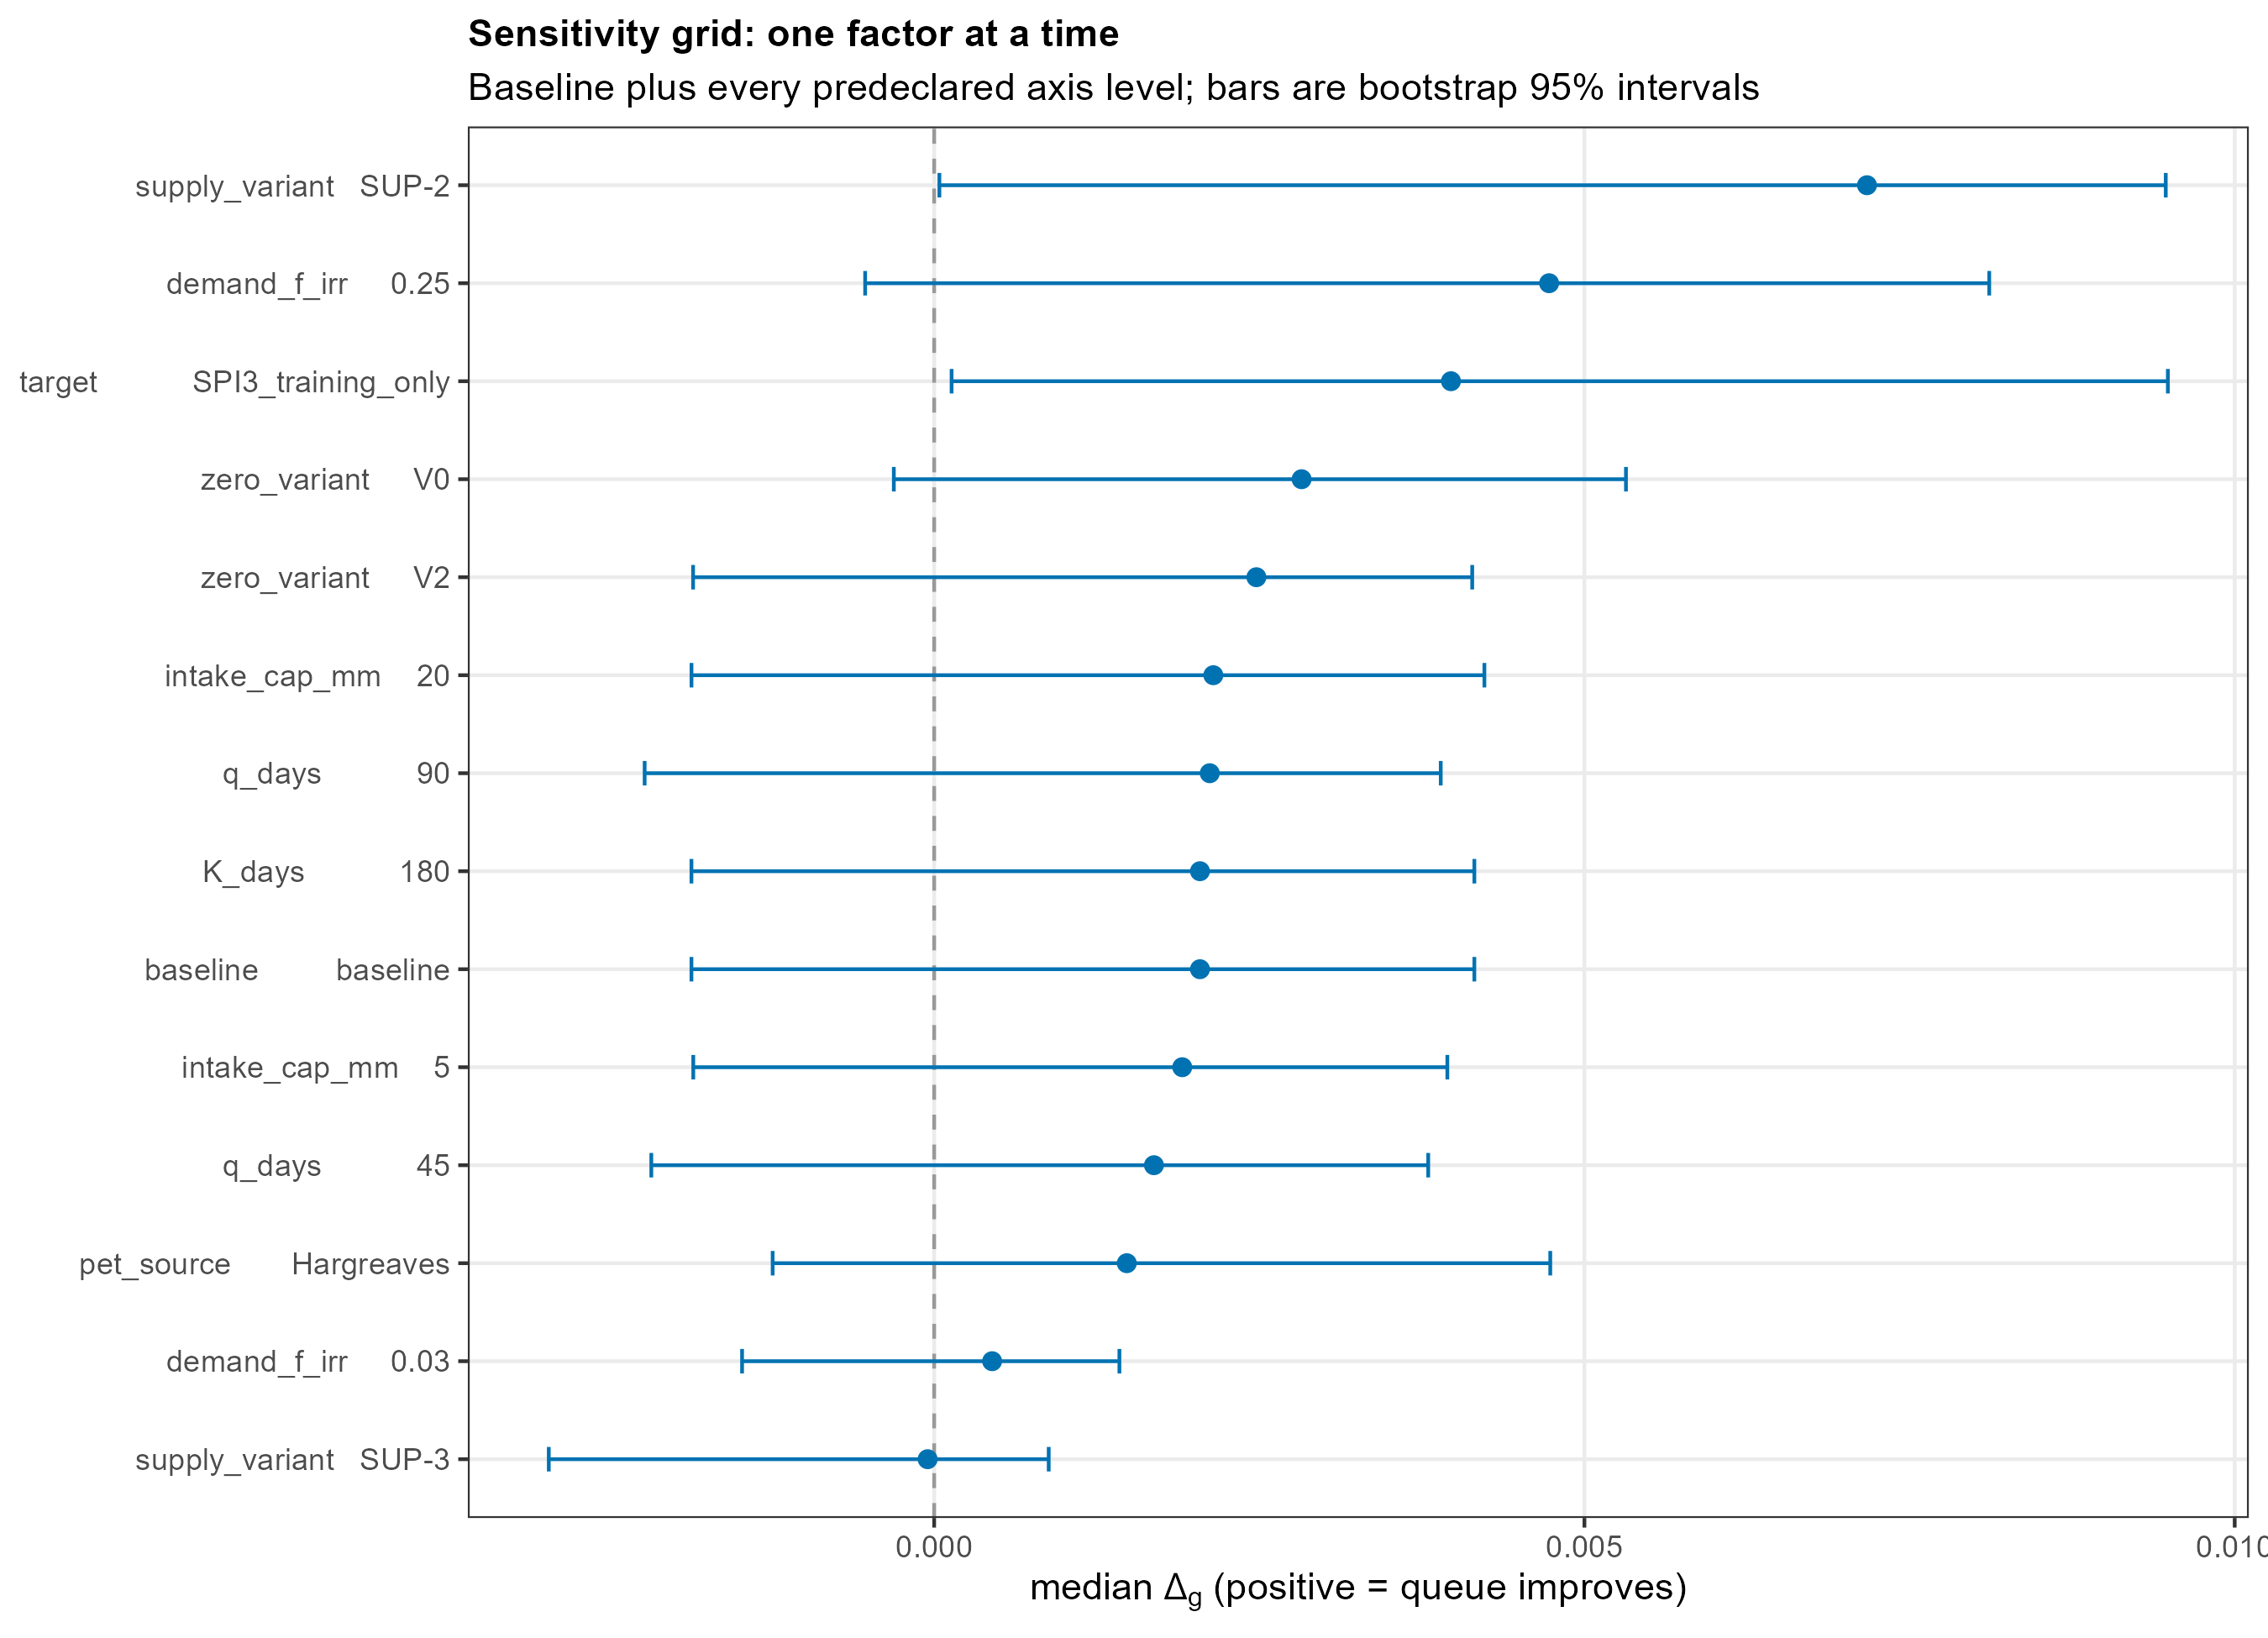 Sensitivity grid: one factor at a time
Baseline plus every predeclared axis level; bars are bootstrap 95% intervals
supply_variant SUP-2
demand_f_irr 0.25
target SPI3_training_only
zero_variant V0
zero_variant V2
intake_cap_mm 20
q_days 90
K_days 180
baseline baseline
intake_cap_mm 5
q_days 45
pet_source Hargreaves
demand_f_irr 0.03
supply_variant SUP-3
0.000 0.005 0.010
median Δg (positive = queue improves)